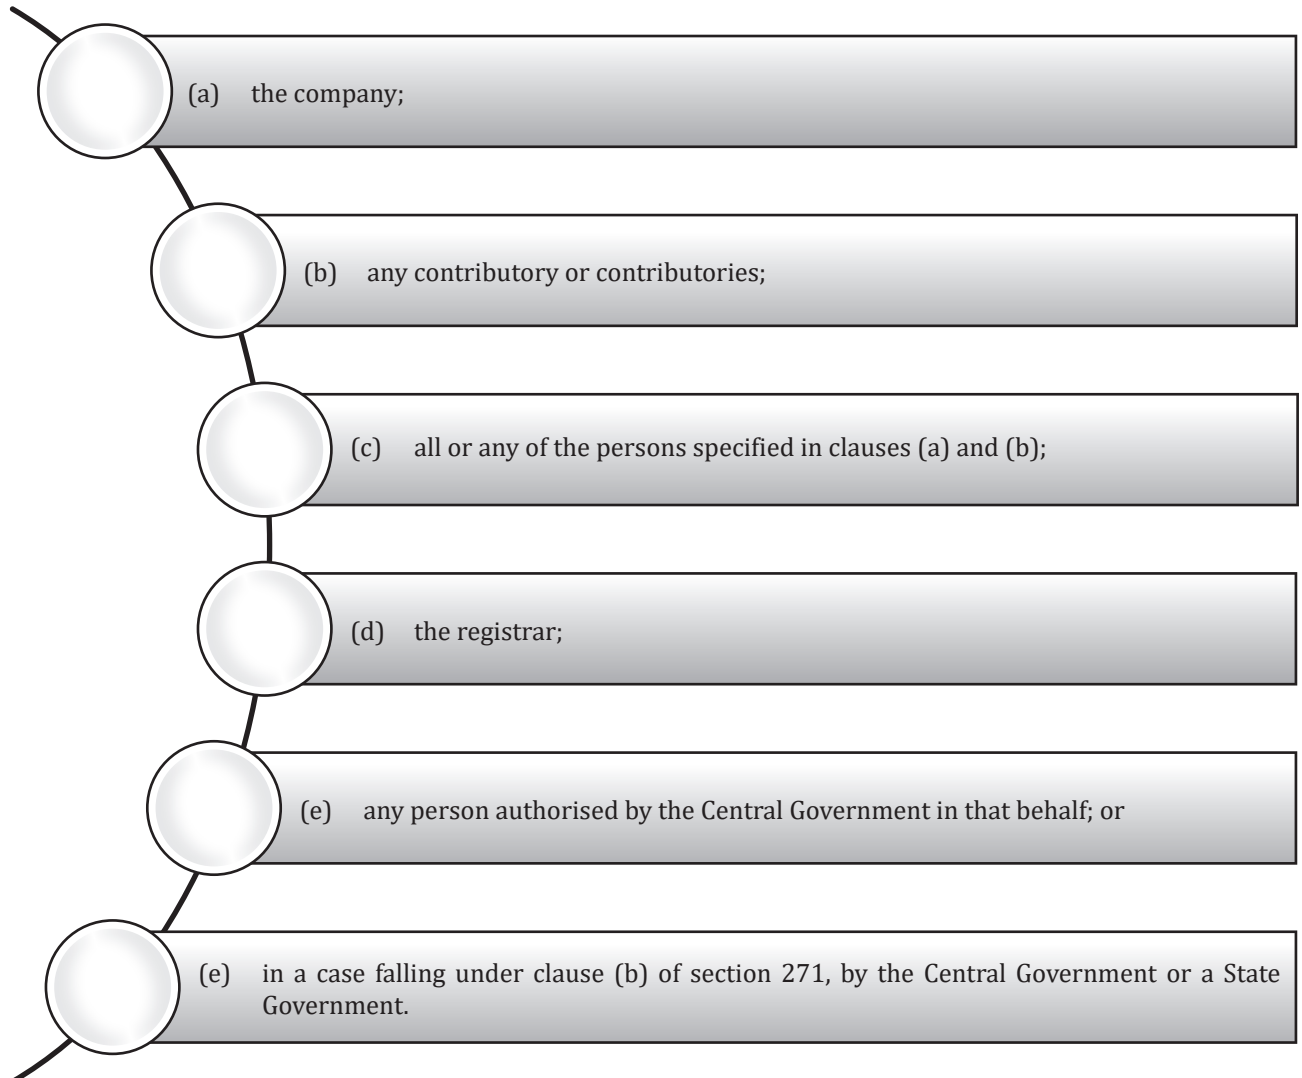 (a) the company;
(b) any contributory or contributories;
(c) all or any of the persons specified in clauses (a) and (b);
(d) the registrar;
(e) any person authorised by the Central Government in that behalf; or
(e) in a case falling under clause (b) of section 271, by the Central Government or a State
Government.